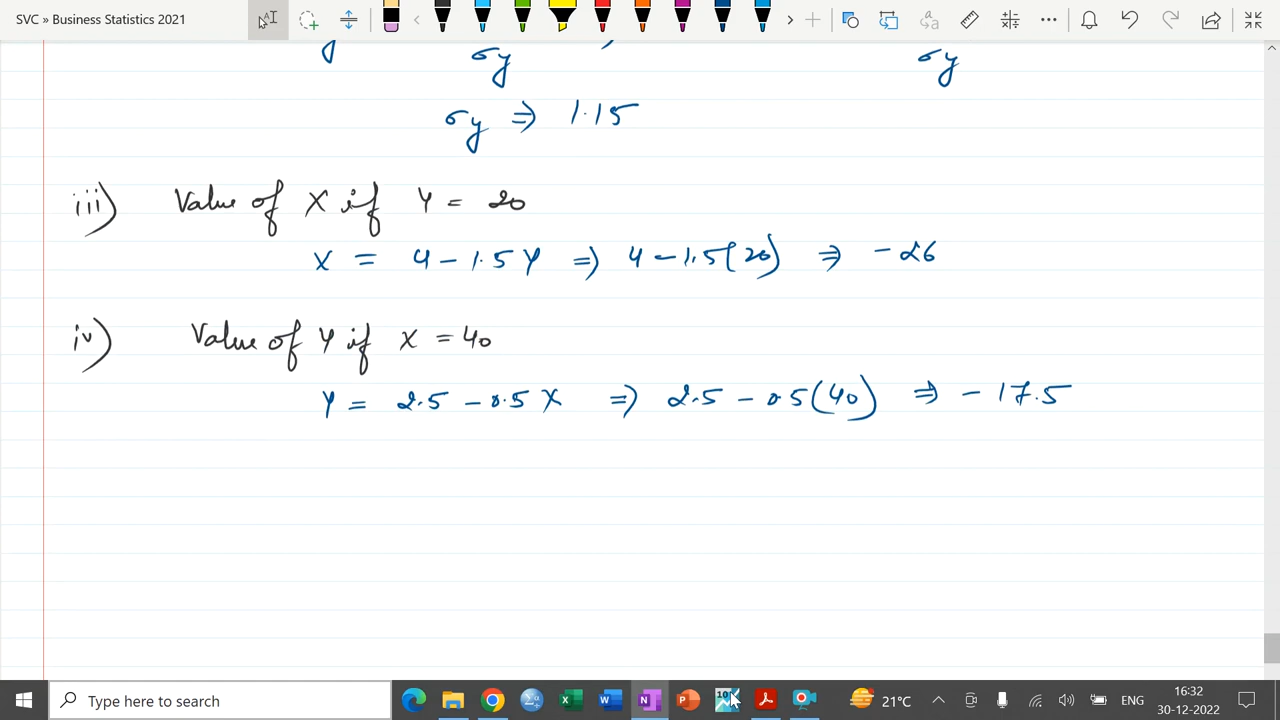 SVC » Business Statistics 2021
σy σy
σy ⇒ 1.15
iii) Value of X if Y = 20
X = 4 - 1.5Y ⇒ 4 - 1.5(20) ⇒ -26
iv) Value of Y if X = 40
Y = 2.5 - 0.5X ⇒ 2.5 - 0.5(40) ⇒ -17.5
Type here to search
21°C
ENG
16:32
30-12-2022